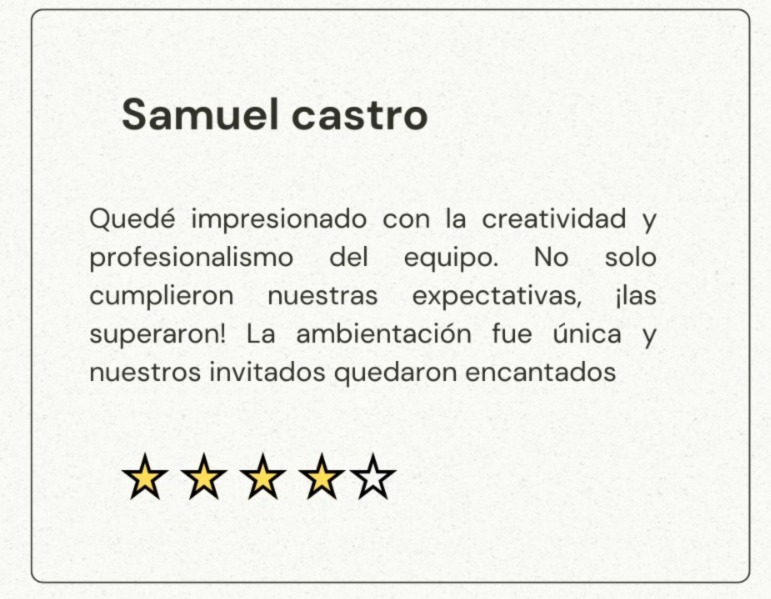 Samuel castro
Quedé impresionado con la creatividad y
profesionalismo del equipo. No solo
cumplieron nuestras expectativas, ¡las
superaron! La ambientación fue única y
nuestros invitados quedaron encantados